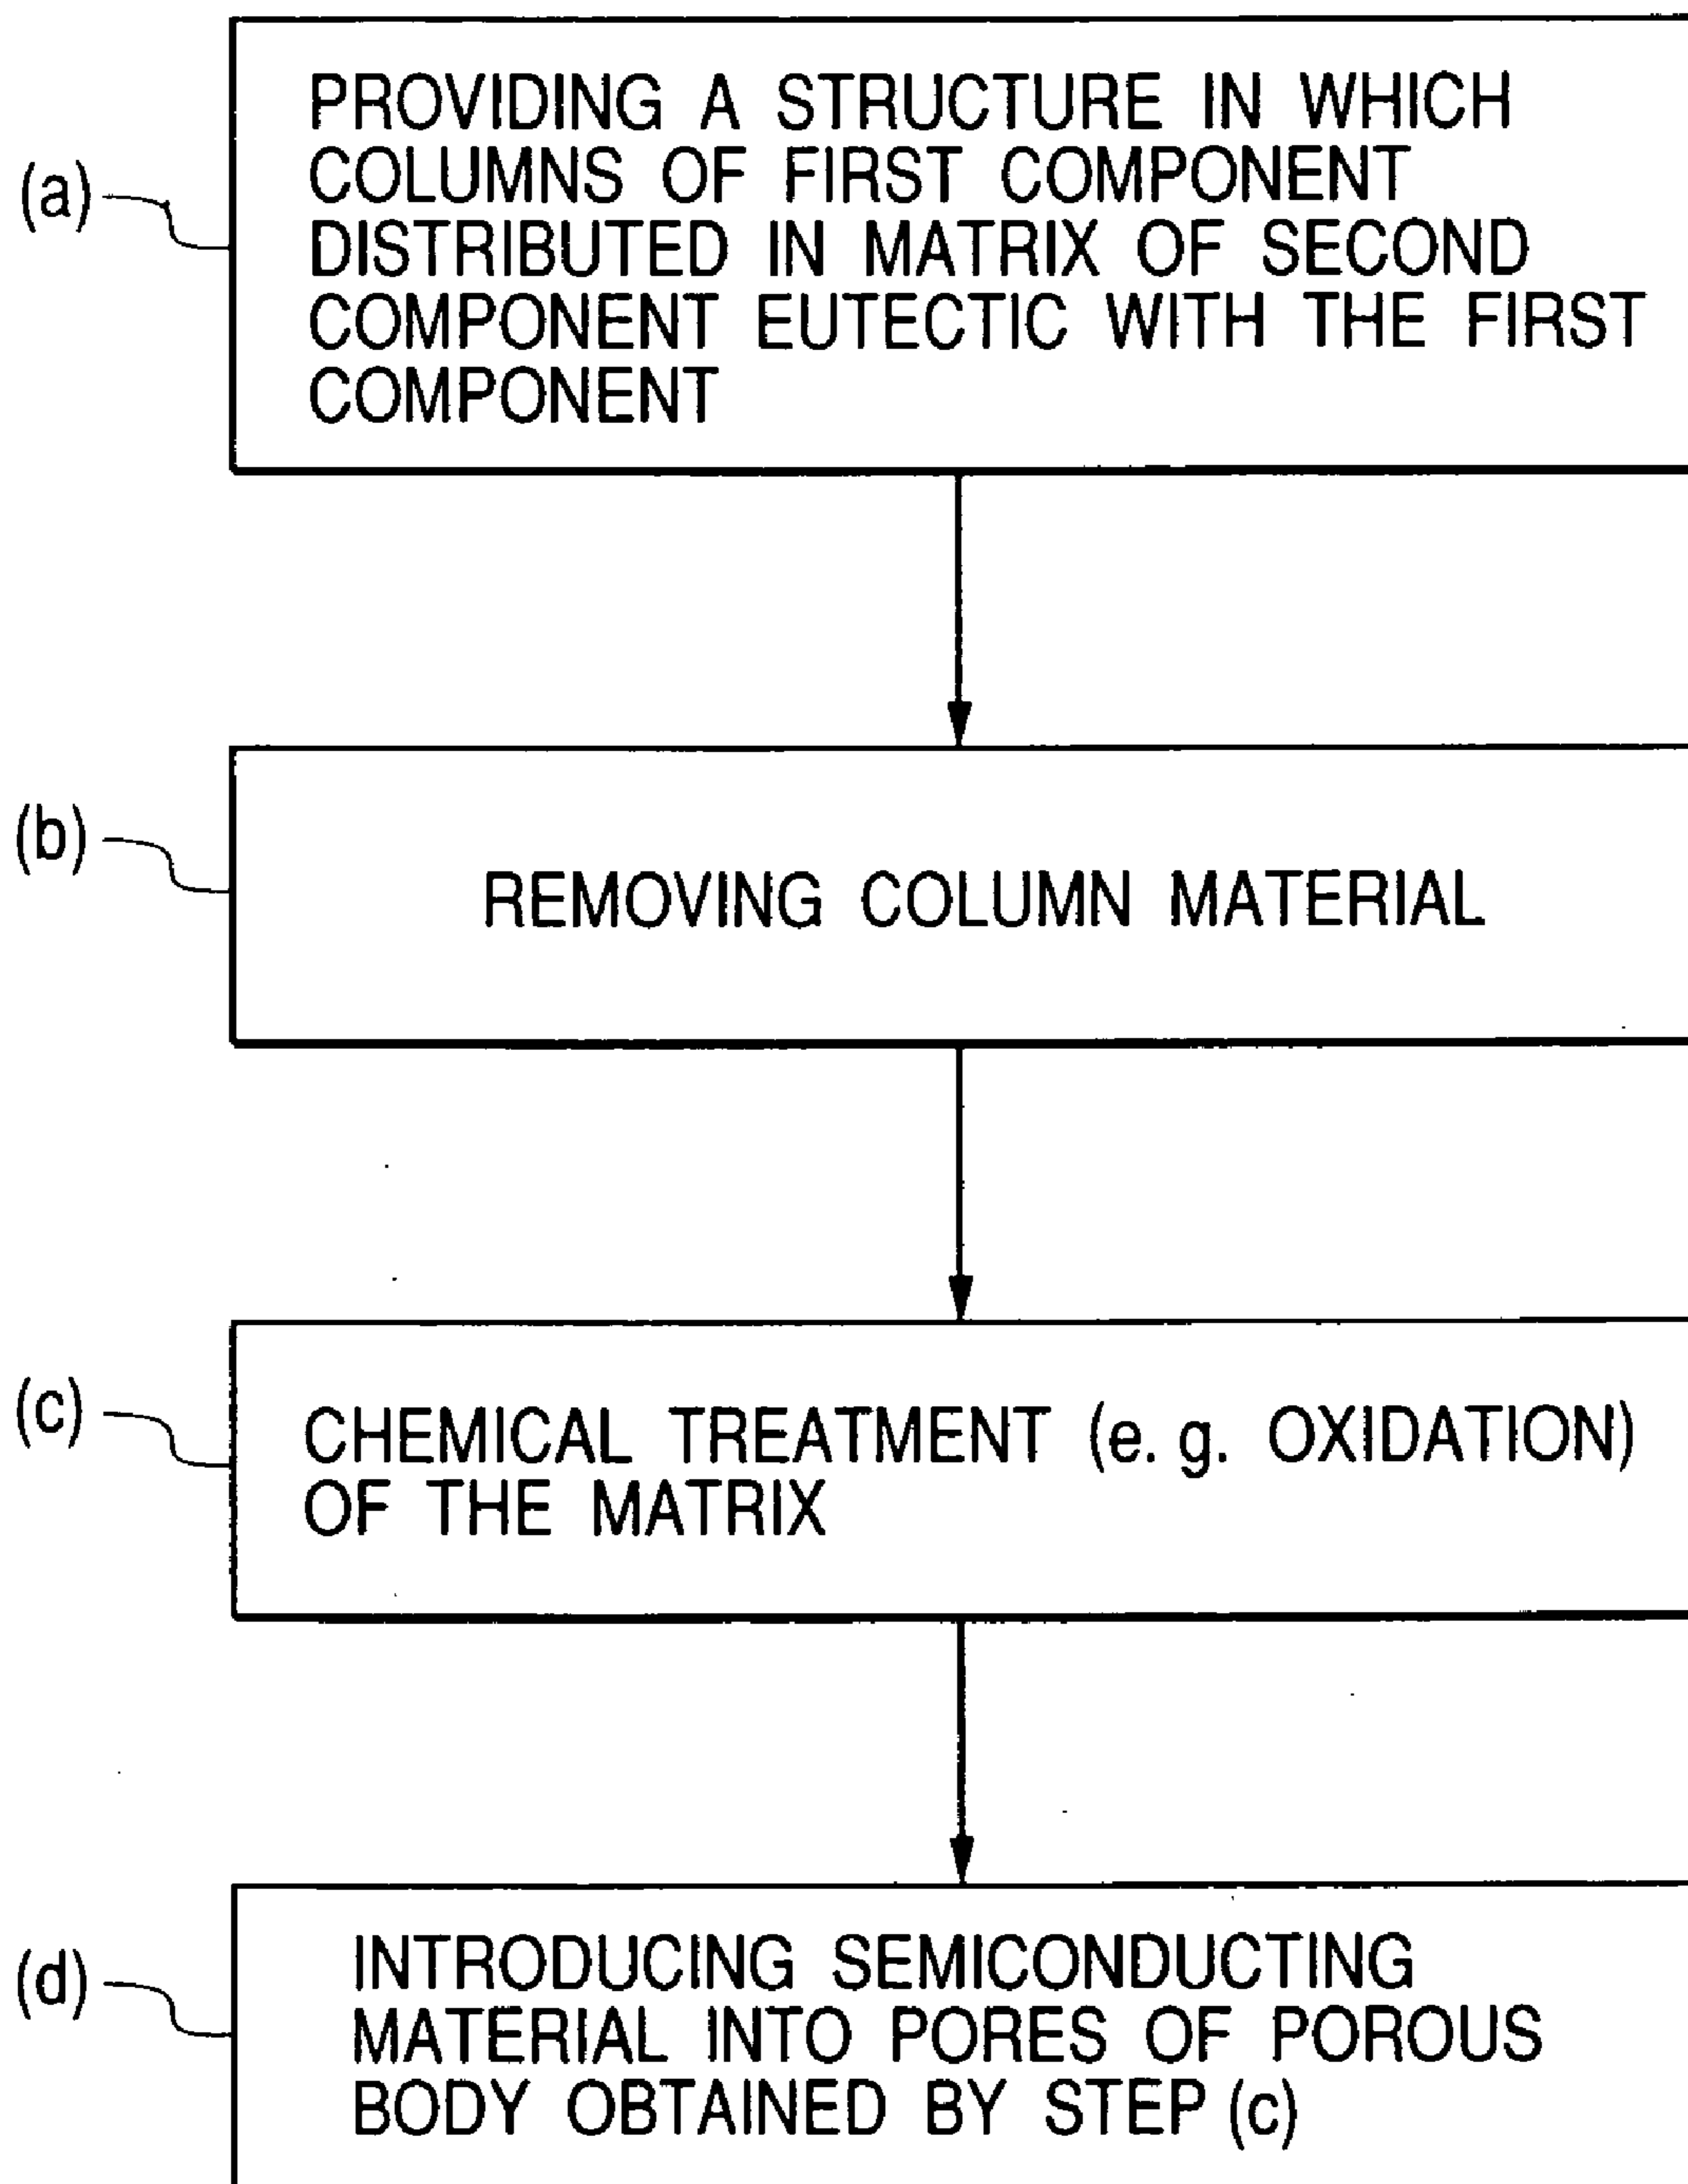 (a)
PROVIDING A STRUCTURE IN WHICH
COLUMNS OF FIRST COMPONENT
DISTRIBUTED IN MATRIX OF SECOND
COMPONENT EUTECTIC WITH THE FIRST
COMPONENT
(b)
REMOVING COLUMN MATERIAL
(c)
CHEMICAL TREATMENT (e. g. OXIDATION)
OF THE MATRIX
(d)
INTRODUCING SEMICONDUCTING
MATERIAL INTO PORES OF POROUS
BODY OBTAINED BY STEP (c)